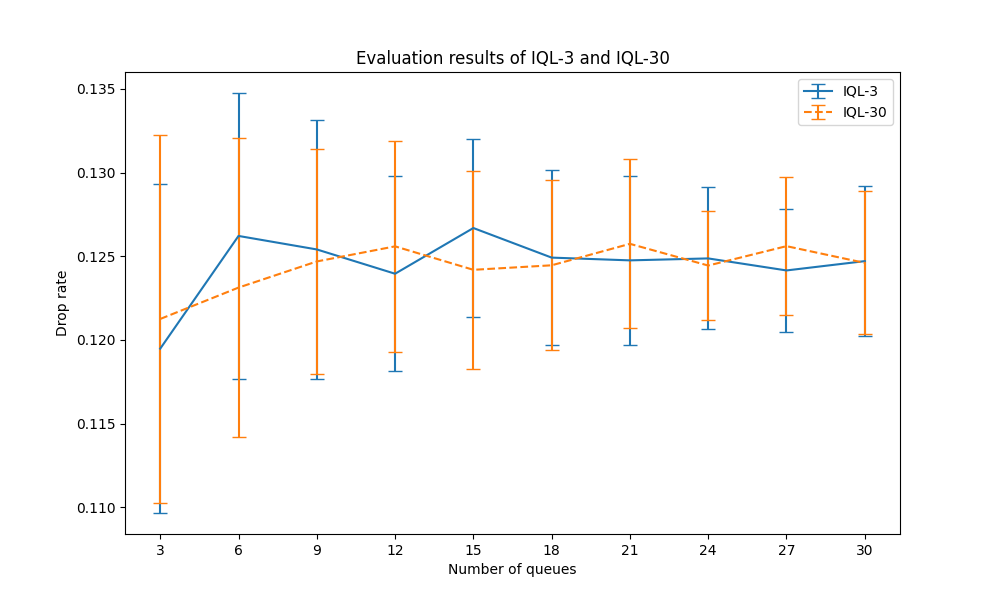 Evaluation results of IQL-3 and IQL-30
IQL-3
IQL-30
0.135
0.130
0.125
0.120
0.115
0.110
Drop rate
3 6 9 12 15 18 21 24 27 30
Number of queues